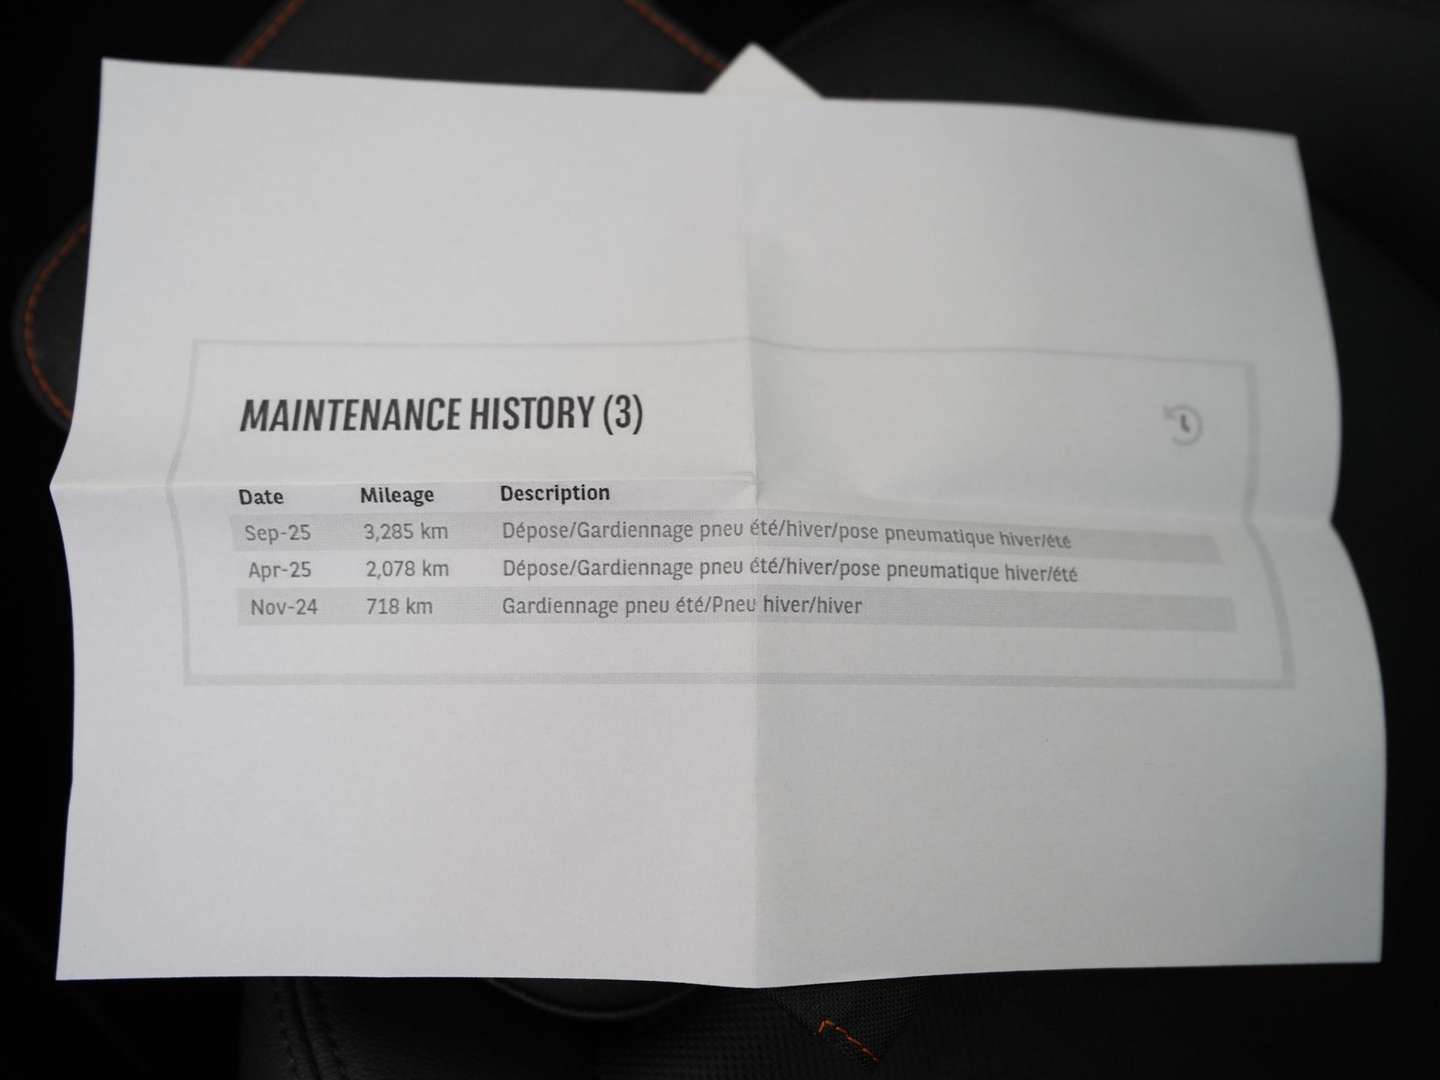 MAINTENANCE HISTORY (3)
Date Mileage Description
Sep-25 3,285 km Dépose/Gardiennage pneu été/hiver/pose pneumatique hiver/été
Apr-25 2,078 km Dépose/Gardiennage pneu été/hiver/pose pneumatique hiver/été
Nov-24 718 km Gardiennage pneu été/Pneu hiver/hiver